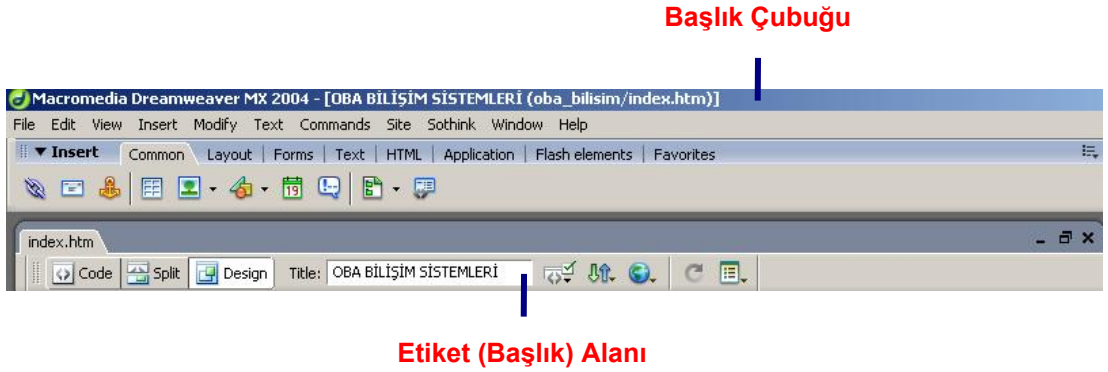 Başlık Çubuğu
Macromedia Dreamweaver MX 2004 - [OBA BİLİŞİM SİSTEMLERİ (oba_bilisim/index.htm)]
File Edit View Insert Modify Text Commands Site Sothink Window Help
Insert Common Layout | Forms | Text | HTML | Application | Flash elements | Favorites
19
index.htm
Code Split Design Title: OBA BİLİŞİM SİSTEMLERİ
Etiket (Başlık) Alanı